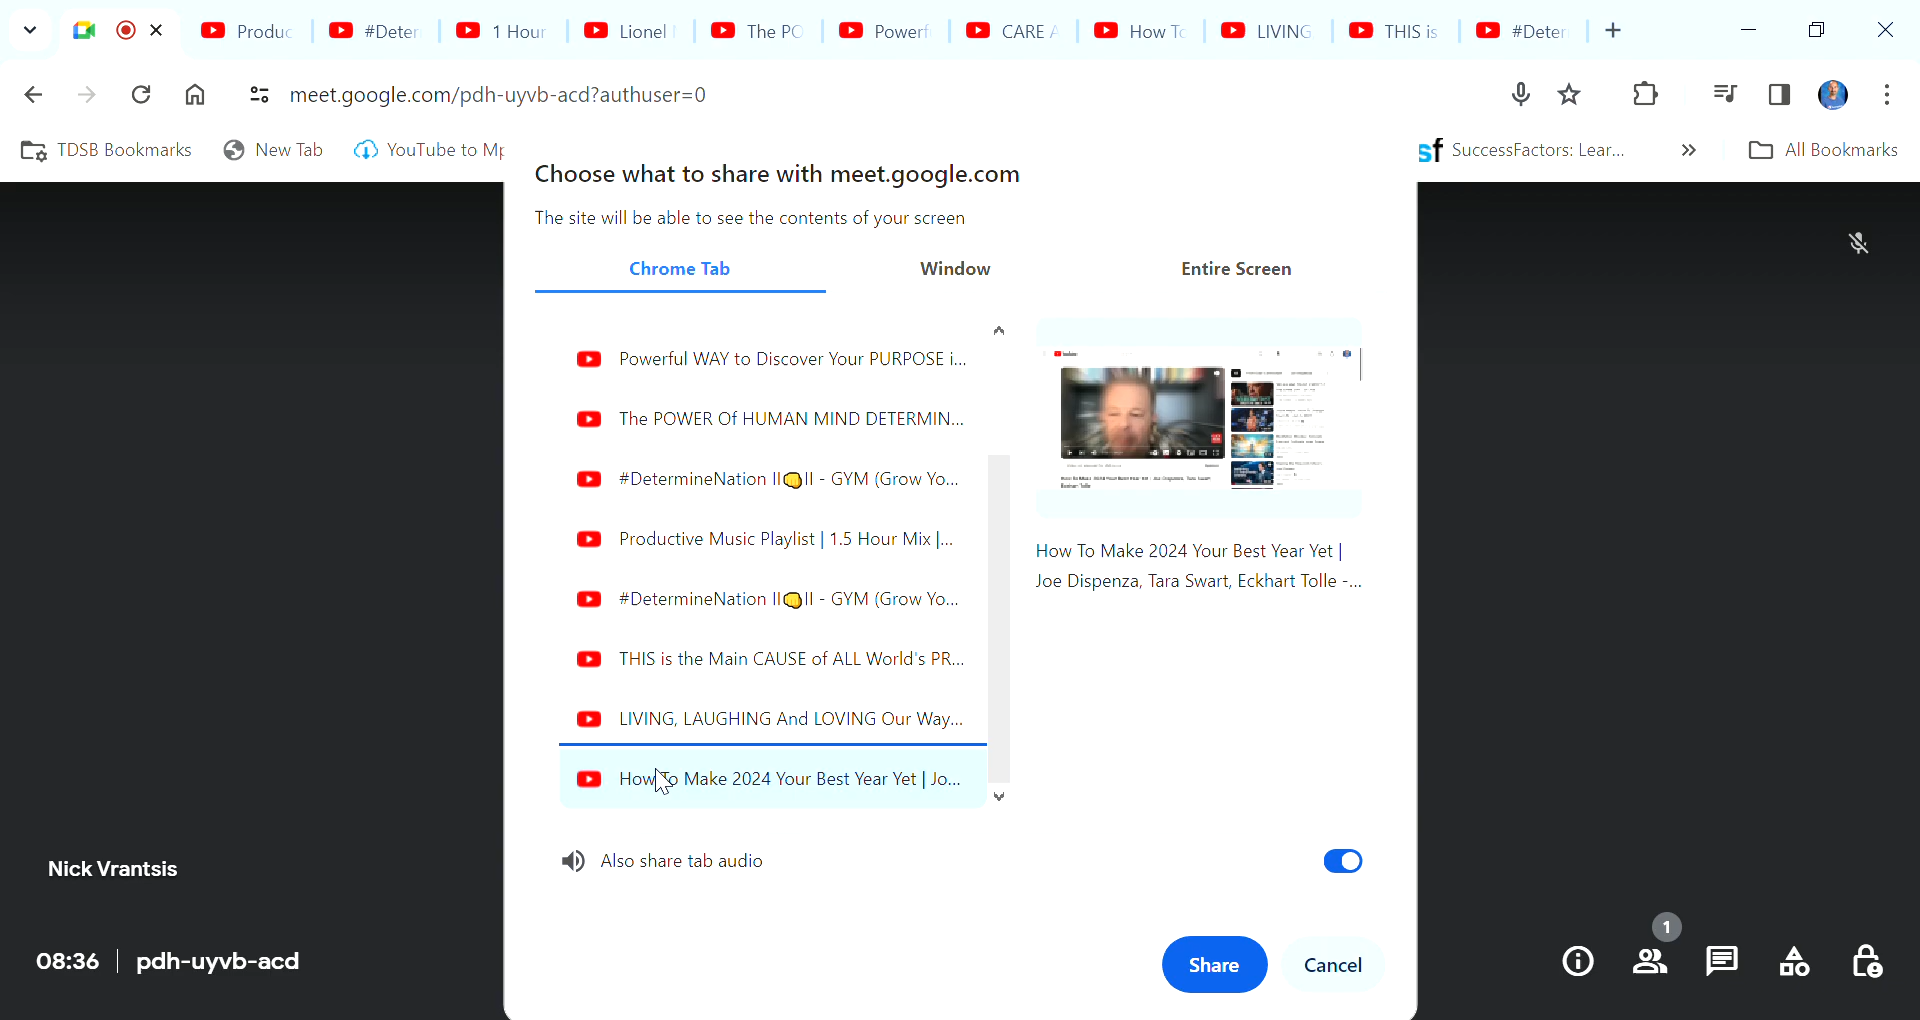 Produc
#Deter
1 Hour
Lionel
The PO
Powerf
CARE A
How To
LIVING
THIS is
#Deter
meet.google.com/pdh-uyvb-acd?authuser=0
TDSB Bookmarks
New Tab
YouTube to Mp
sf SuccessFactors: Lear...
All Bookmarks
Choose what to share with meet.google.com
The site will be able to see the contents of your screen
Chrome Tab
Window
Entire Screen
Powerful WAY to Discover Your PURPOSE i...
The POWER Of HUMAN MIND DETERMIN...
#DetermineNation II👊II - GYM (Grow Yo...
Productive Music Playlist | 1.5 Hour Mix |...
#DetermineNation II👊II - GYM (Grow Yo...
THIS is the Main CAUSE of ALL World's PR...
LIVING, LAUGHING And LOVING Our Way...
How To Make 2024 Your Best Year Yet | Jo...
How To Make 2024 Your Best Year Yet |
Joe Dispenza, Tara Swart, Eckhart Tolle -...
Also share tab audio
Share
Cancel
Nick Vrantsis
08:36 | pdh-uyvb-acd
1